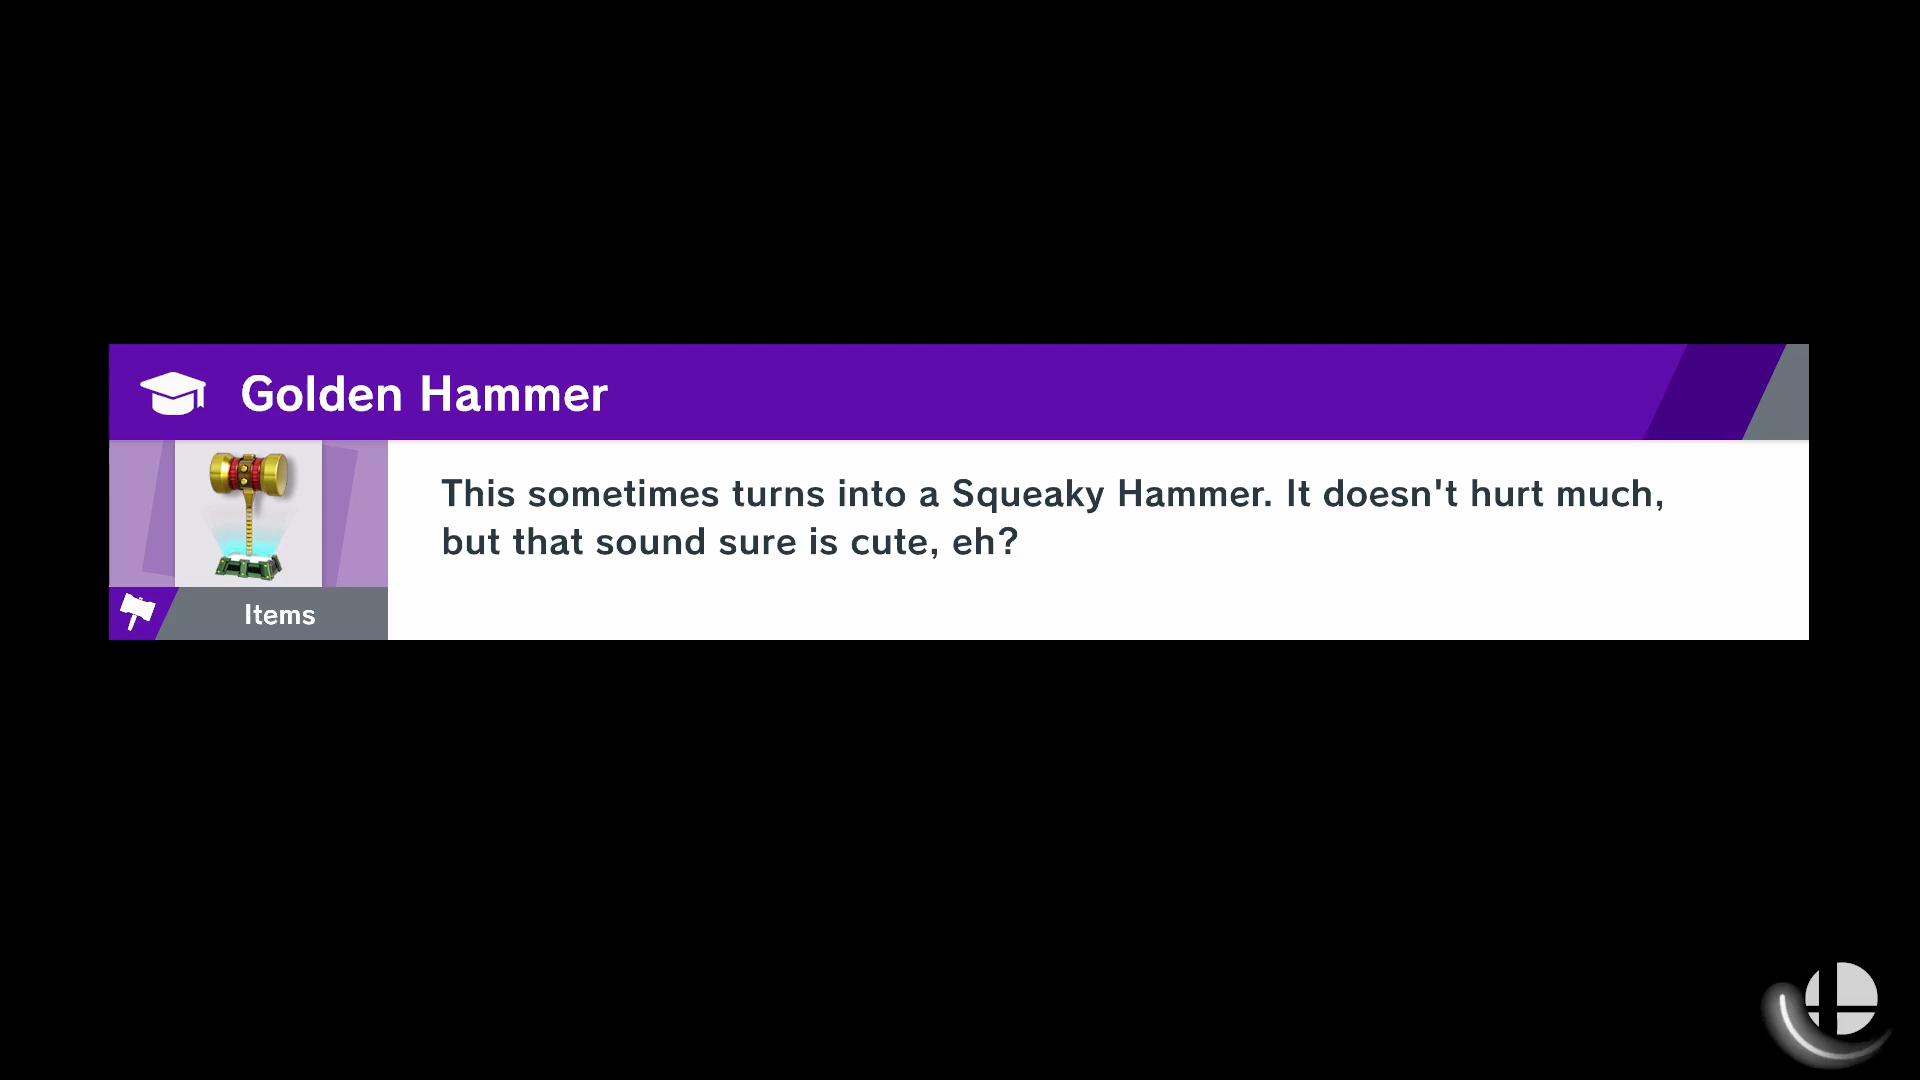 Golden Hammer
This sometimes turns into a Squeaky Hammer. It doesn't hurt much,
but that sound sure is cute, eh?
Items